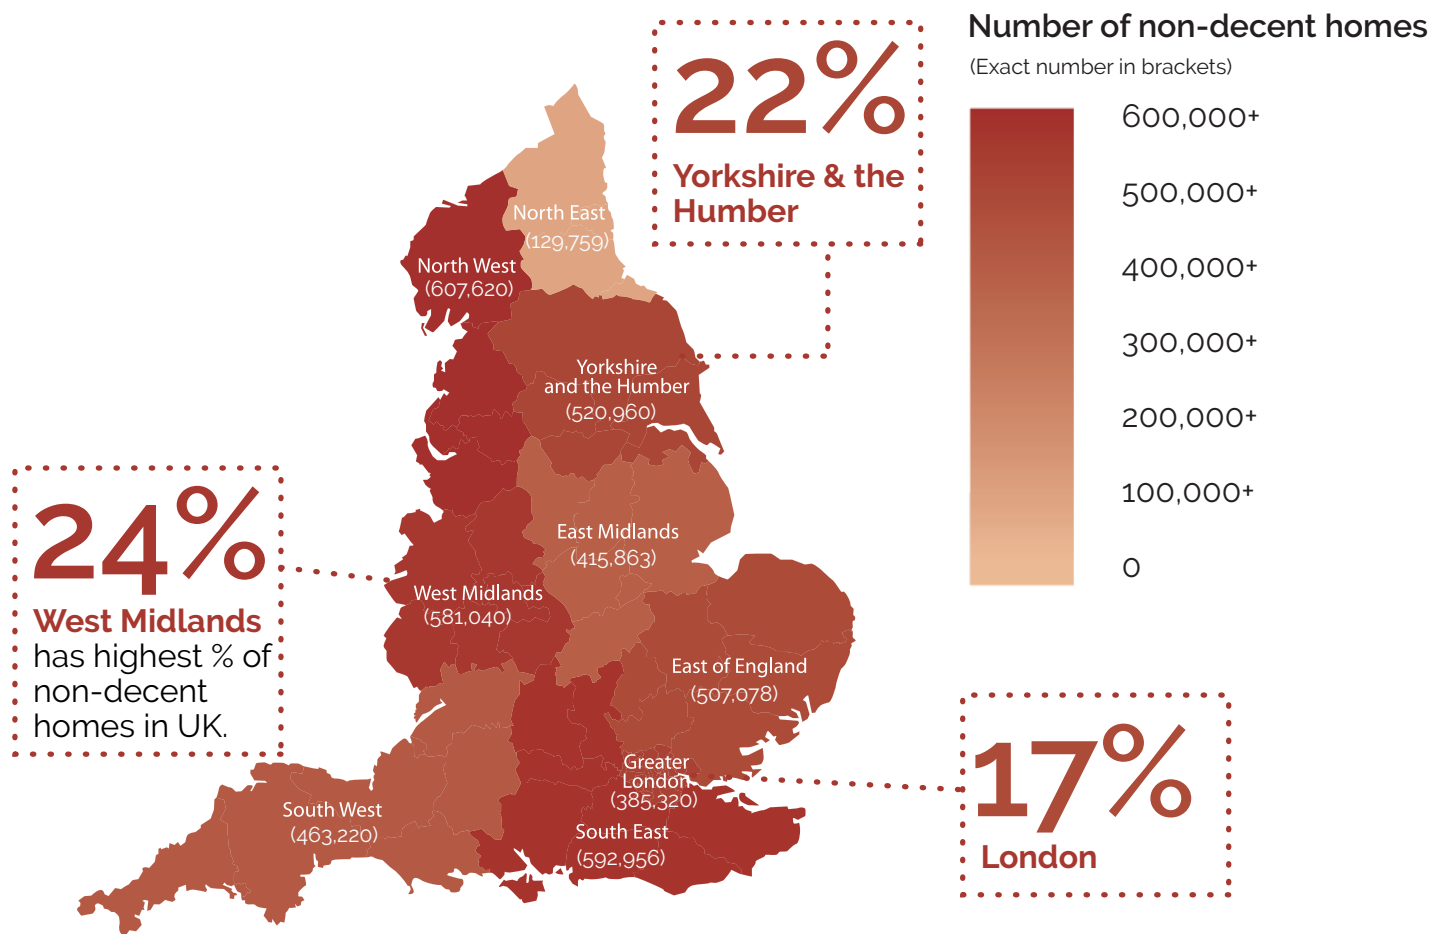 Number of non-decent homes
(Exact number in brackets)
600,000+
500,000+
400,000+
300,000+
200,000+
100,000+
0
22%
Yorkshire & the
Humber
North East
(129,759)
North West
(607,620)
Yorkshire
and the Humber
(520,960)
24%
West Midlands
has highest % of
non-decent
homes in UK.
East Midlands
(415,863)
West Midlands
(581,040)
East of England
(507,078)
Greater
London
(385,320)
South West
(463,220)
South East
(592,956)
17%
London